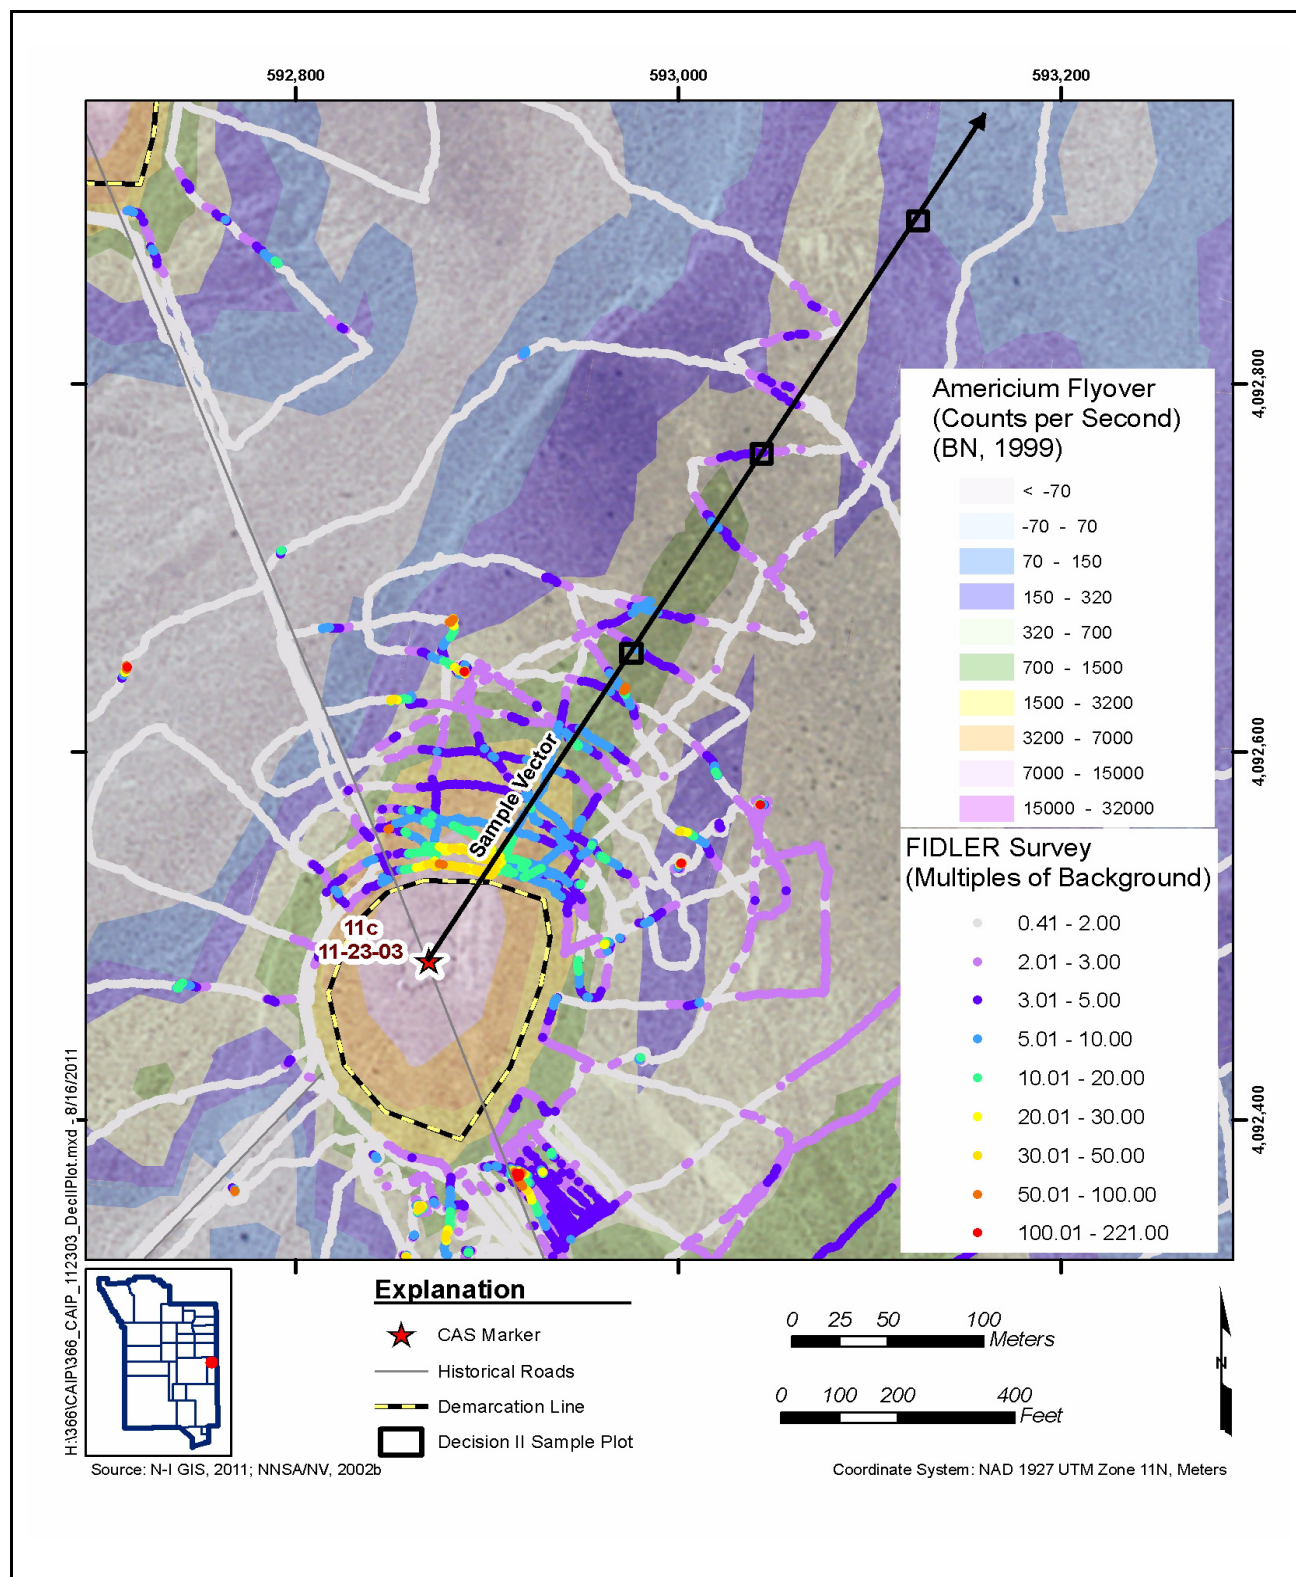 592,800
593,000
593,200
4,092,800
4,092,600
4,092,400
Americium Flyover
(Counts per Second)
(BN, 1999)
< -70
-70 - 70
70 - 150
150 - 320
320 - 700
700 - 1500
1500 - 3200
3200 - 7000
7000 - 15000
15000 - 32000
FIDLER Survey
(Multiples of Background)
0.41 - 2.00
2.01 - 3.00
3.01 - 5.00
5.01 - 10.00
10.01 - 20.00
20.01 - 30.00
30.01 - 50.00
50.01 - 100.00
100.01 - 221.00
Sample Vector
11c
11-23-03
H:\366\CAIP\366_CAIP_112303_DecIIPlot.mxd - 8/16/2011
Explanation
CAS Marker
Historical Roads
Demarcation Line
Decision II Sample Plot
0 25 50 100
Meters
0 100 200 400
Feet
N
Source: N-I GIS, 2011; NNSA/NV, 2002b
Coordinate System: NAD 1927 UTM Zone 11N, Meters